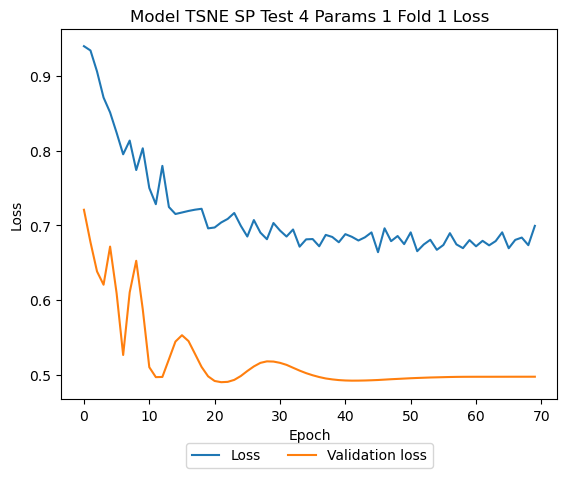 Model TSNE SP Test 4 Params 1 Fold 1 Loss
Loss
0.9
0.8
0.7
0.6
0.5
0 10 20 30 40 50 60 70
Epoch
Loss Validation loss